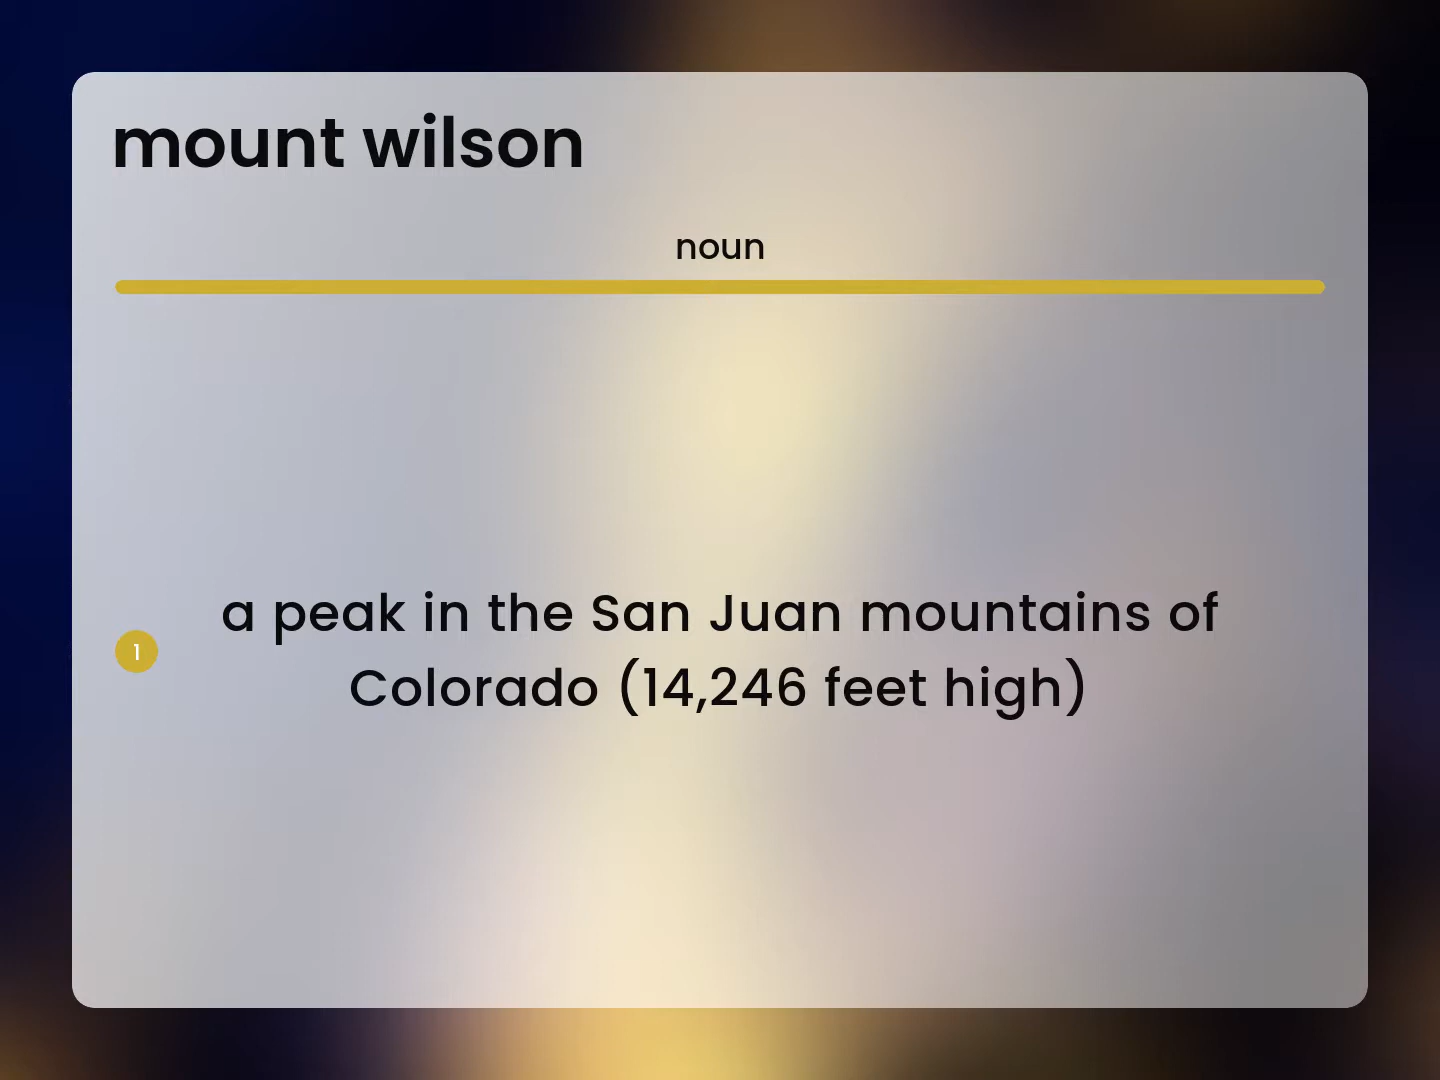 mount wilson
noun
1
a peak in the San Juan mountains of
Colorado (14,246 feet high)